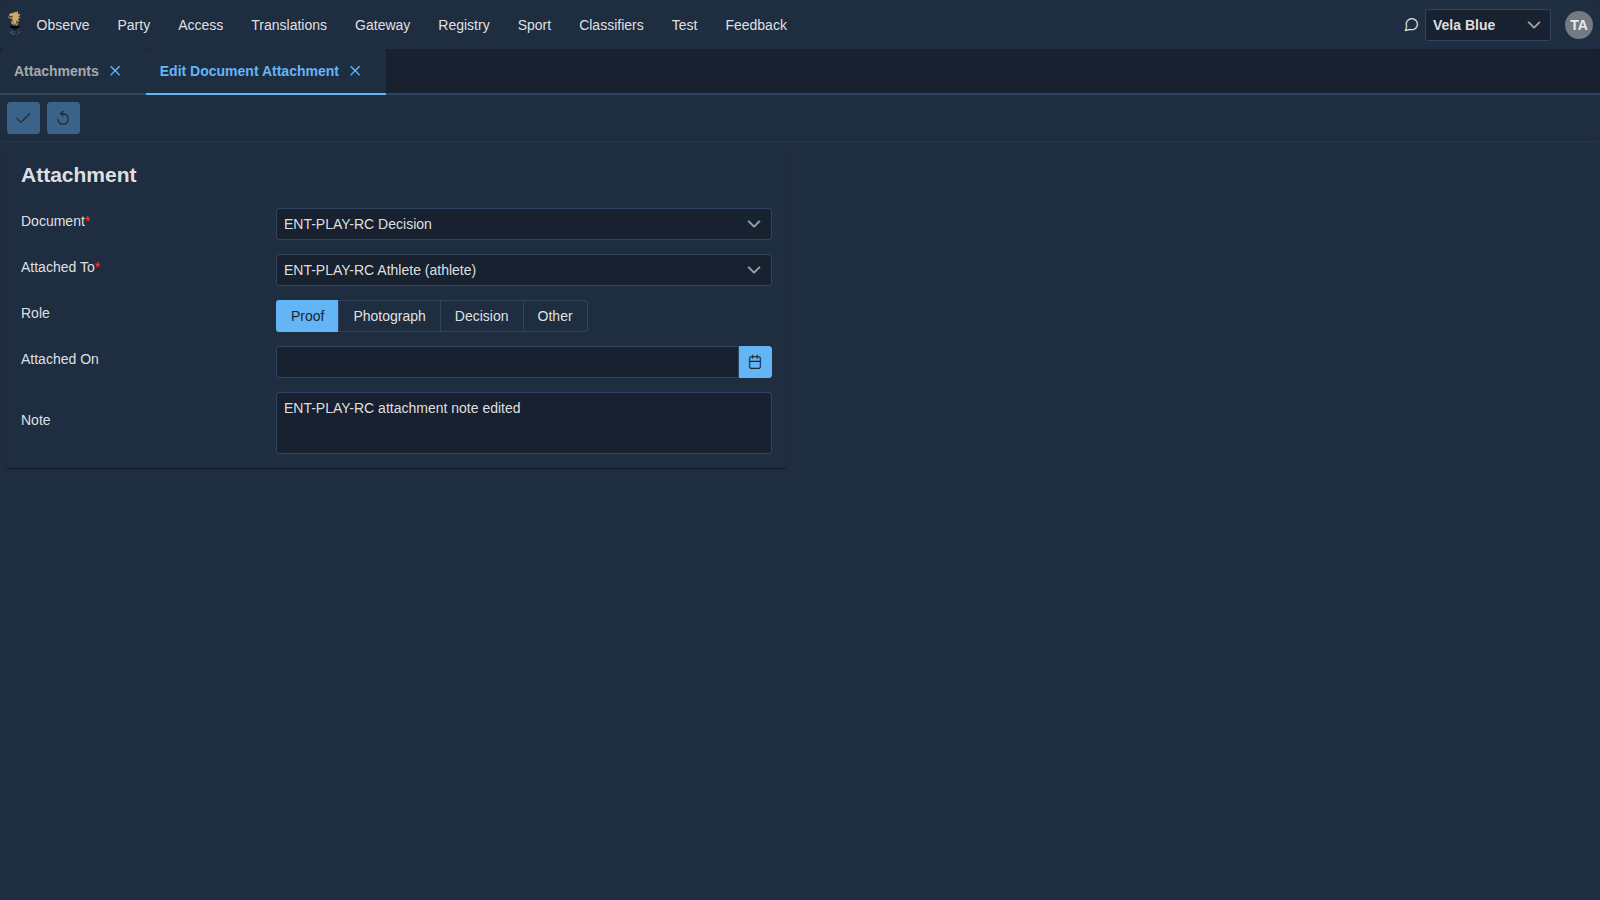 Observe Party Access Translations Gateway Registry Sport Classifiers Test Feedback Vela Blue TA
Attachments Edit Document Attachment
Attachment
Document* ENT-PLAY-RC Decision
Attached To* ENT-PLAY-RC Athlete (athlete)
Role Proof Photograph Decision Other
Attached On
Note ENT-PLAY-RC attachment note edited